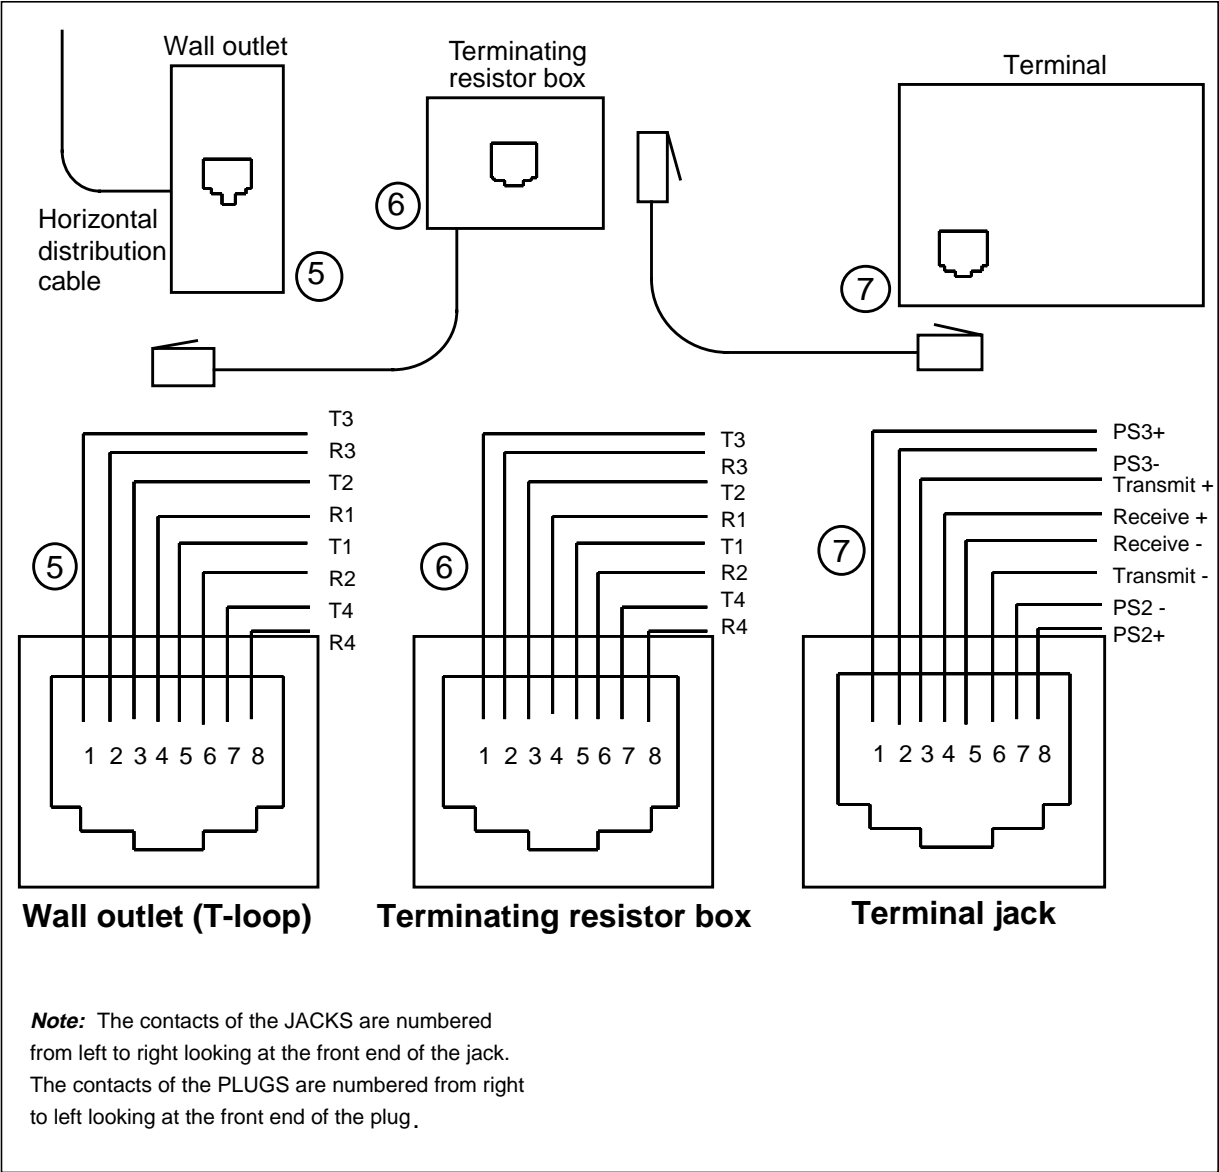 Wall outlet
Terminating
resistor box
Terminal
Horizontal
distribution
cable
5
6
7
T3
R3
T2
R1
T1
R2
T4
R4
5
1 2 3 4 5 6 7 8
Wall outlet (T-loop)
T3
R3
T2
R1
T1
R2
T4
R4
6
1 2 3 4 5 6 7 8
Terminating resistor box
PS3+
PS3-
Transmit +
Receive +
Receive -
Transmit -
PS2 -
PS2+
7
1 2 3 4 5 6 7 8
Terminal jack
Note: The contacts of the JACKS are numbered
from left to right looking at the front end of the jack.
The contacts of the PLUGS are numbered from right
to left looking at the front end of the plug.